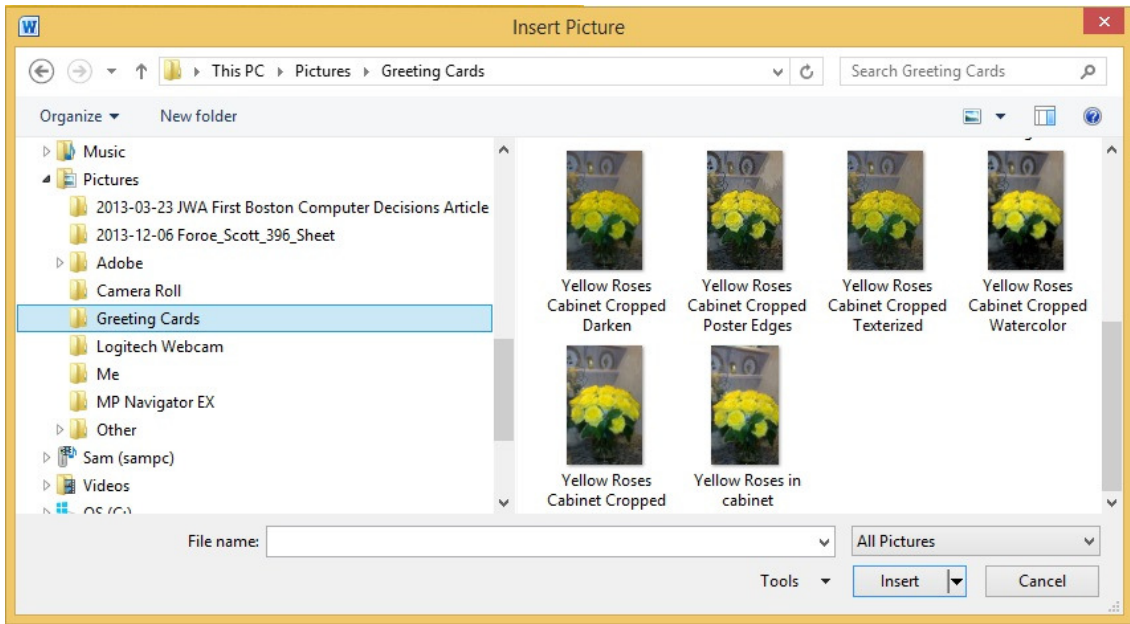 Insert Picture
This PC Pictures Greeting Cards
Search Greeting Cards
Organize New folder
Music
Pictures
2013-03-23 JWA First Boston Computer Decisions Article
2013-12-06 Foroe_Scott_396_Sheet
Adobe
Camera Roll
Greeting Cards
Logitech Webcam
Me
MP Navigator EX
Other
Sam (sampc)
Videos
OS (C:)
Yellow Roses
Cabinet Cropped
Darken
Yellow Roses
Cabinet Cropped
Poster Edges
Yellow Roses
Cabinet Cropped
Texterized
Yellow Roses
Cabinet Cropped
Watercolor
Yellow Roses
Cabinet Cropped
Yellow Roses in
cabinet
File name:
All Pictures
Tools Insert Cancel